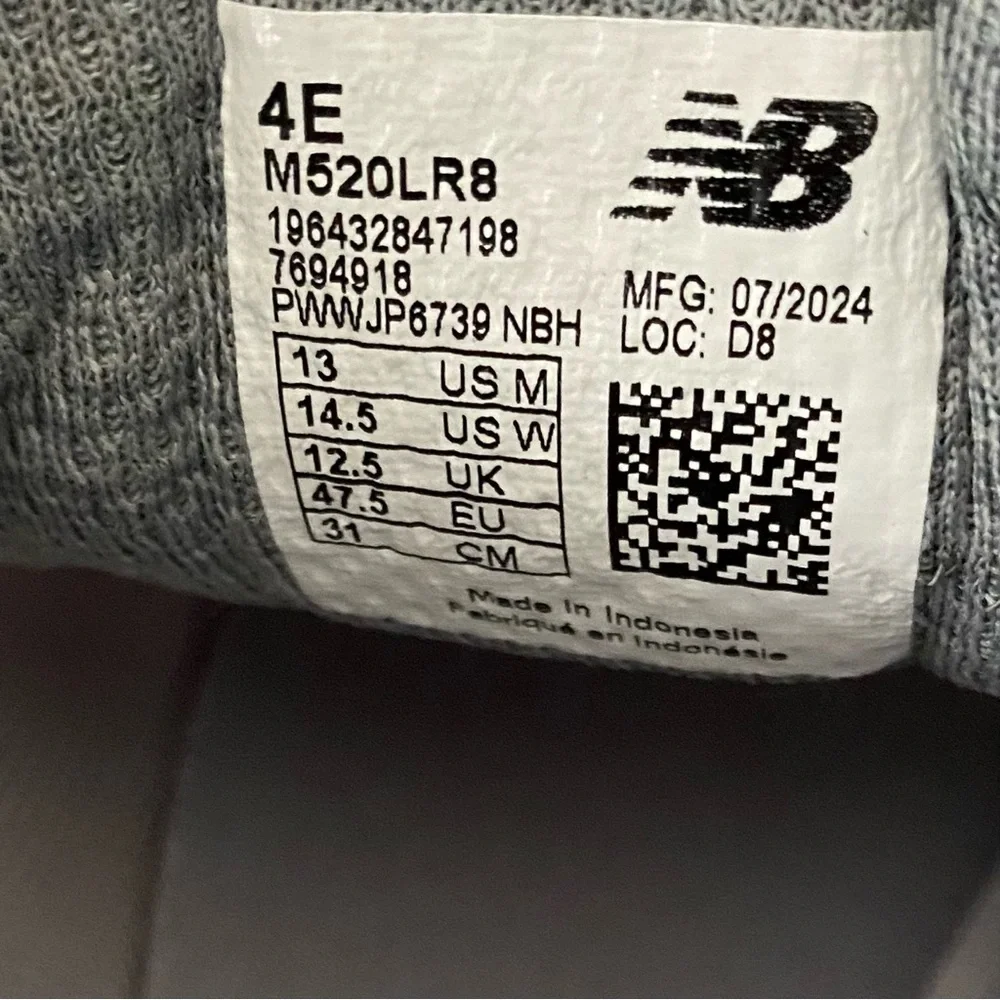 4E
M520LR8
196432847198
7694918
PWWJP6739 NBH
13 US M
14.5 US W
12.5 UK
47.5 EU
31 CM
NB
MFG: 07/2024
LOC: D8
Made in Indonesia
Fabriqué en Indonésie